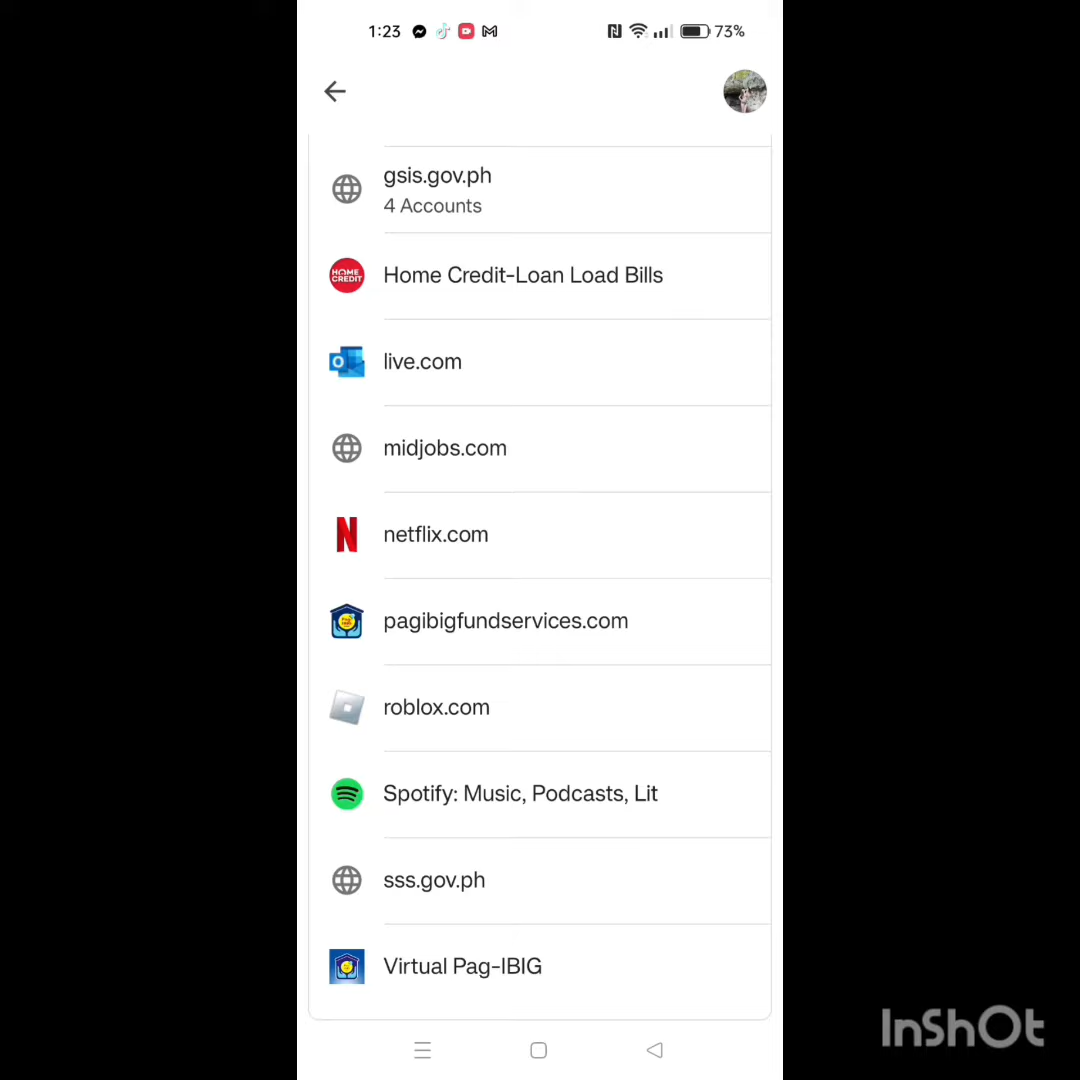 1:23
73%
gsis.gov.ph
4 Accounts
HOME CREDIT
Home Credit-Loan Load Bills
live.com
midjobs.com
netflix.com
pagibigfundservices.com
roblox.com
Spotify: Music, Podcasts, Lit
sss.gov.ph
Virtual Pag-IBIG
InShOt